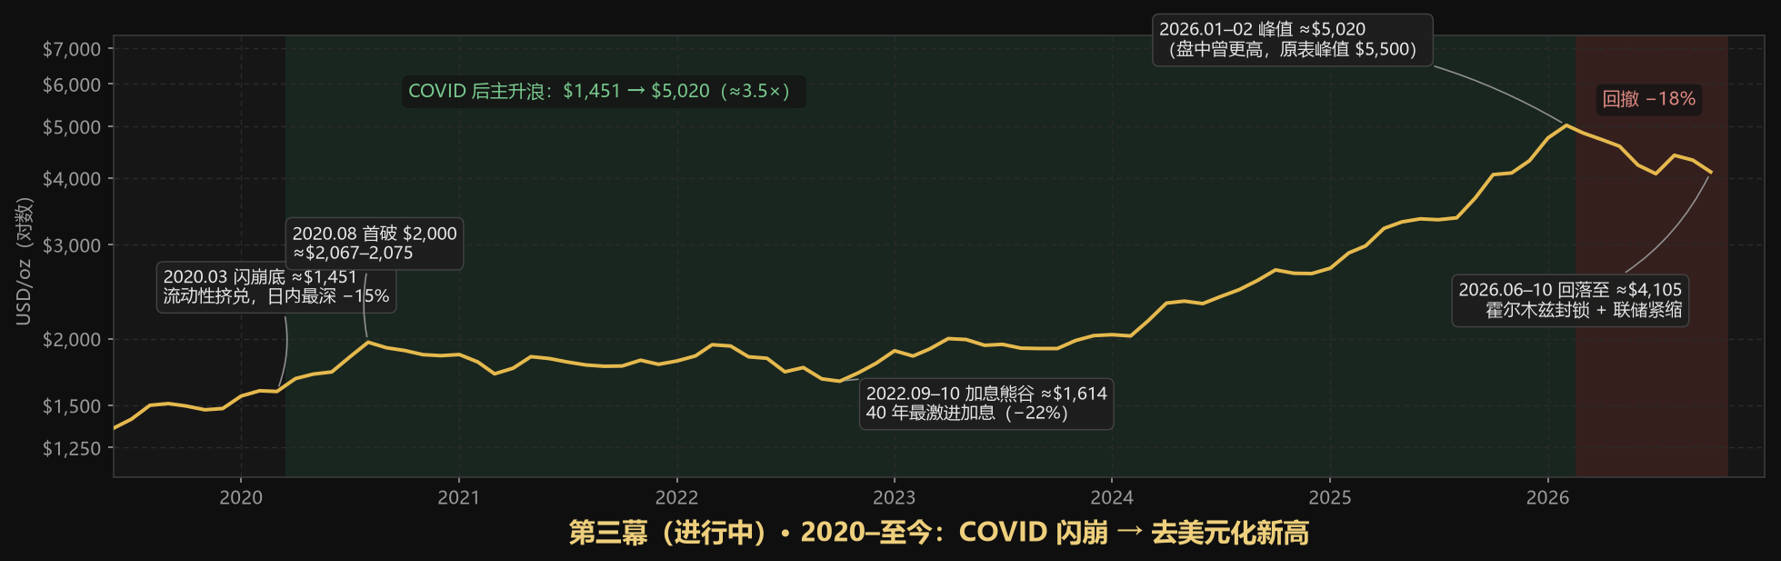 2026.01–02 峰值 ≈$5,020
（盘中曾更高，原表峰值 $5,500）
$7,000
$6,000
$5,000
$4,000
$3,000
$2,000
$1,500
$1,250
USD/oz（对数）
COVID 后主升浪：$1,451 → $5,020（≈3.5×）
回撤 −18%
2020.08 首破 $2,000
≈$2,067–2,075
2020.03 闪崩底 ≈$1,451
流动性挤兑，日内最深 −15%
2026.06–10 回落至 ≈$4,105
霍尔木兹封锁 + 联储紧缩
2022.09–10 加息熊谷 ≈$1,614
40 年最激进加息（−22%）
2020
2021
2022
2023
2024
2025
2026
第三幕（进行中）• 2020–至今：COVID 闪崩 → 去美元化新高